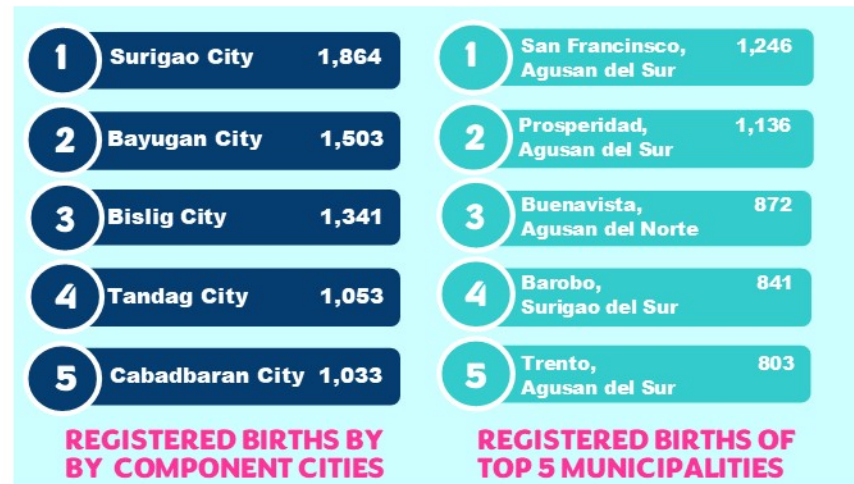 1 Surigao City 1,864
2 Bayugan City 1,503
3 Bislig City 1,341
4 Tandag City 1,053
5 Cabadbaran City 1,033
REGISTERED BIRTHS BY
BY COMPONENT CITIES
1 San Francinsco, 1,246
Agusan del Sur
2 Prosperidad, 1,136
Agusan del Sur
3 Buenavista, 872
Agusan del Norte
4 Barobo, 841
Surigao del Sur
5 Trento, 803
Agusan del Sur
REGISTERED BIRTHS OF
TOP 5 MUNICIPALITIES